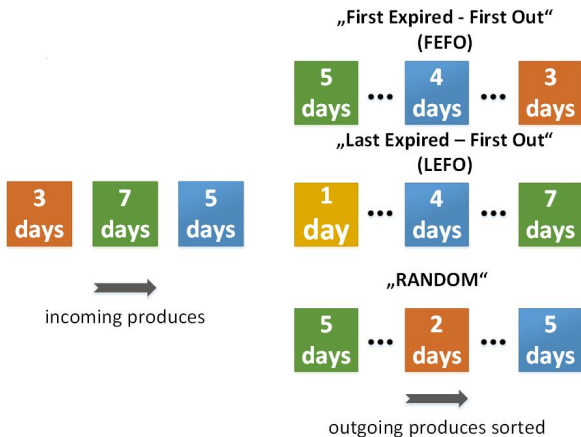 „First Expired - First Out“
(FEFO)
5 days ... 4 days ... 3 days
„Last Expired – First Out“
(LEFO)
3 days 7 days 5 days
1 day ... 4 days ... 7 days
„RANDOM“
incoming produces
5 days ... 2 days ... 5 days
outgoing produces sorted